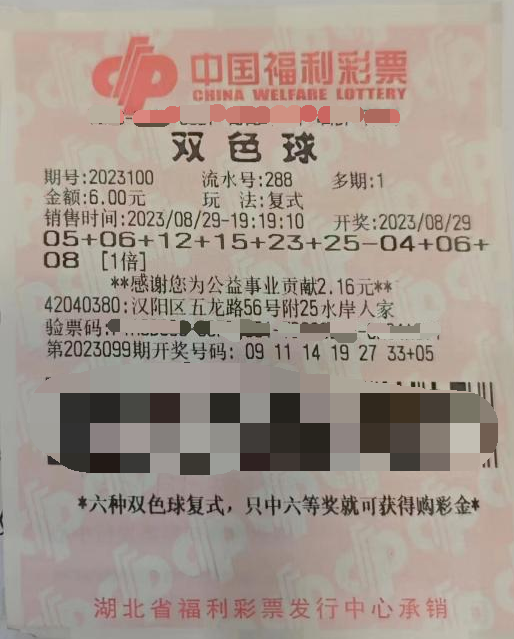 中国福利彩票
CHINA WELFARE LOTTERY
双色球
期号:2023100 流水号:288 多期:1
金额:6.00元 玩 法:复式
销售时间:2023/08/29-19:19:10 开奖:2023/08/29
05+06+12+15+23+25-04+06+
08 [1倍]
**感谢您为公益事业贡献2.16元**
42040380:汉阳区五龙路56号附25水岸人家
验票码:
第2023099期开奖号码: 09 11 14 19 27 33+05
*六种双色球复式,只中六等奖就可获得购彩金*
湖北省福利彩票发行中心承销